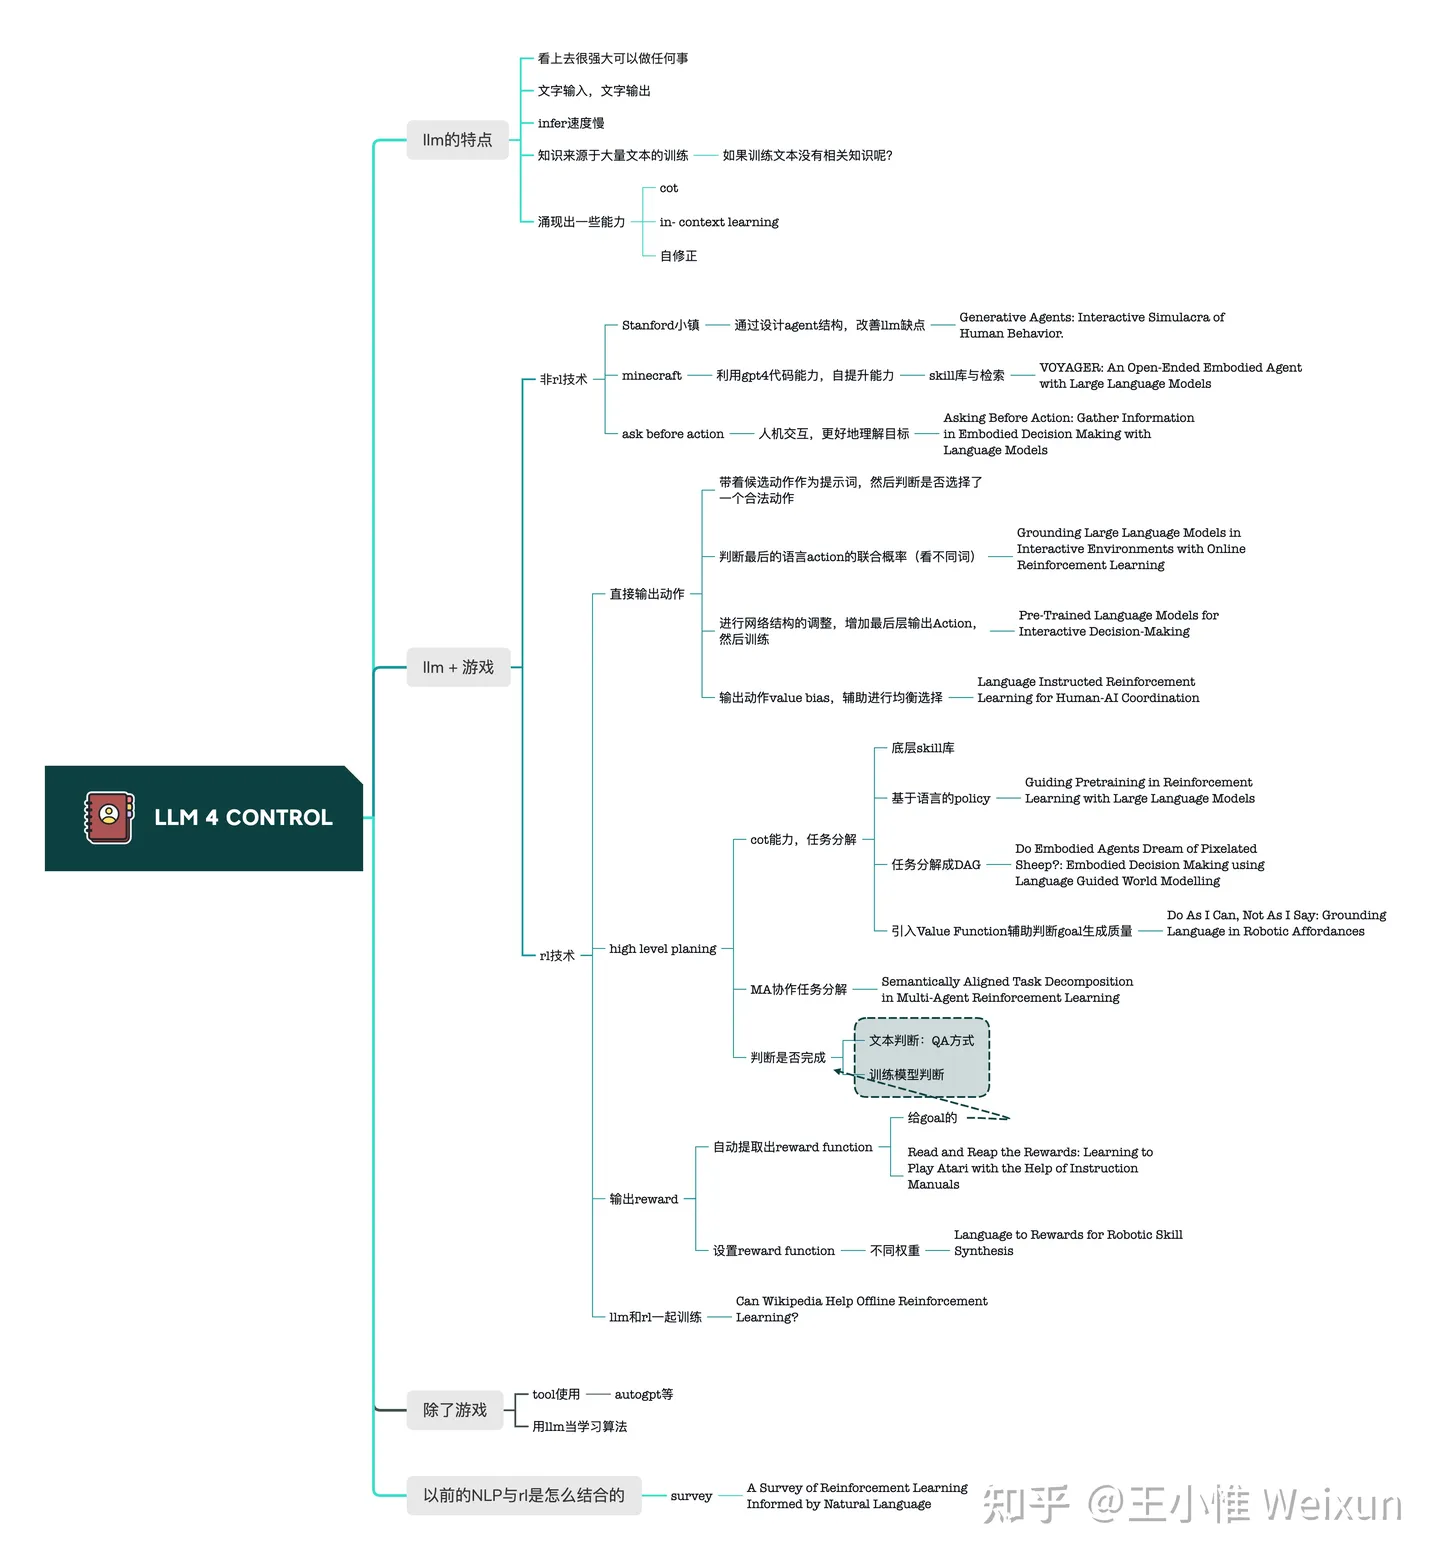 看上去很强大可以做任何事
文字输入，文字输出
infer速度慢
llm的特点
知识来源于大量文本的训练
如果训练文本没有相关知识呢？
cot
涌现出一些能力
in- context learning
自修正
Stanford小镇
通过设计agent结构，改善llm缺点
Generative Agents: Interactive Simulacra of
Human Behavior.
非rl技术
minecraft
利用gpt4代码能力，自提升能力
skill库与检索
VOYAGER: An Open-Ended Embodied Agent
with Large Language Models
ask before action
人机交互，更好地理解目标
Asking Before Action: Gather Information
in Embodied Decision Making with
Language Models
带着候选动作作为提示词，然后判断是否选择了
一个合法动作
判断最后的语言action的联合概率（看不同词）
Grounding Large Language Models in
Interactive Environments with Online
Reinforcement Learning
直接输出动作
进行网络结构的调整，增加最后层输出Action，
然后训练
Pre-Trained Language Models for
Interactive Decision-Making
llm + 游戏
输出动作value bias，辅助进行均衡选择
Language Instructed Reinforcement
Learning for Human-AI Coordination
底层skill库
基于语言的policy
Guiding Pretraining in Reinforcement
Learning with Large Language Models
LLM 4 CONTROL
cot能力，任务分解
任务分解成DAG
Do Embodied Agents Dream of Pixelated
Sheep?: Embodied Decision Making using
Language Guided World Modelling
引入Value Function辅助判断goal生成质量
Do As I Can, Not As I Say: Grounding
Language in Robotic Affordances
rl技术
high level planing
MA协作任务分解
Semantically Aligned Task Decomposition
in Multi-Agent Reinforcement Learning
判断是否完成
文本判断：QA方式
训练模型判断
给goal的
自动提取出reward function
Read and Reap the Rewards: Learning to
Play Atari with the Help of Instruction
Manuals
输出reward
设置reward function
不同权重
Language to Rewards for Robotic Skill
Synthesis
llm和rl一起训练
Can Wikipedia Help Offline Reinforcement
Learning?
除了游戏
tool使用
autogpt等
用llm当学习算法
以前的NLP与rl是怎么结合的
survey
A Survey of Reinforcement Learning
Informed by Natural Language
知乎 @王小惟 Weixun